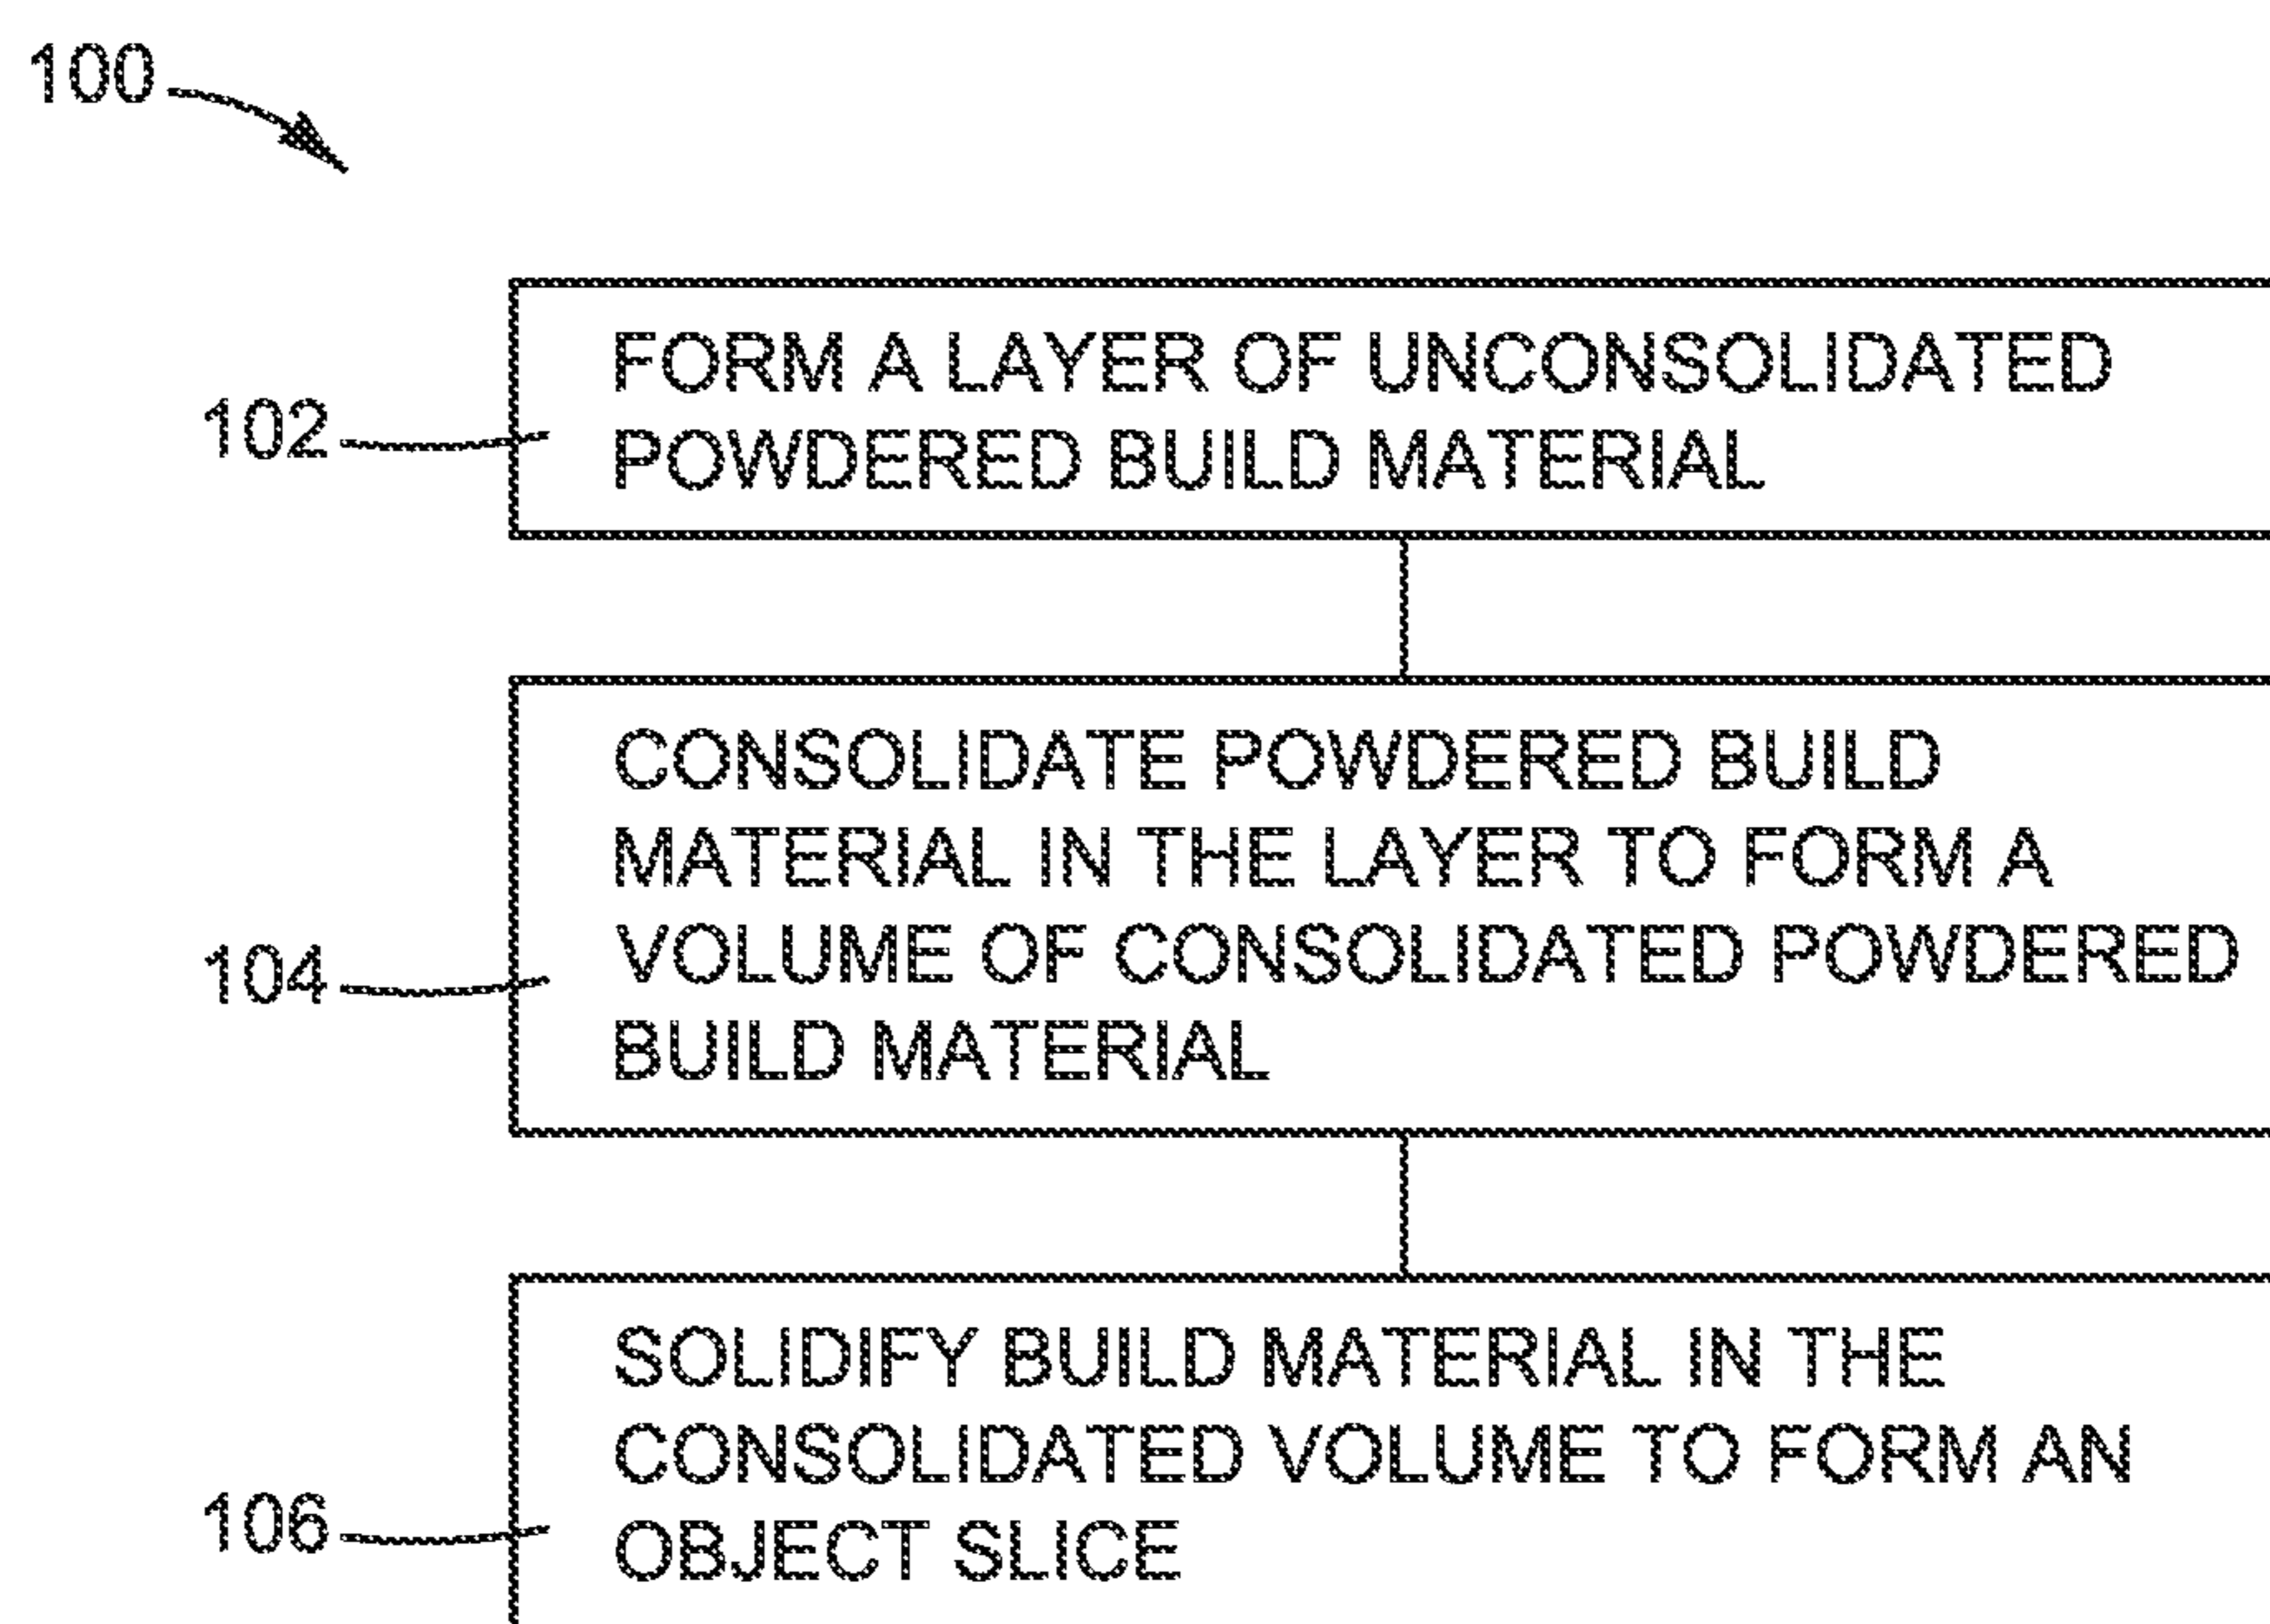 100
102
FORM A LAYER OF UNCONSOLIDATED
POWDERED BUILD MATERIAL
104
CONSOLIDATE POWDERED BUILD
MATERIAL IN THE LAYER TO FORM A
VOLUME OF CONSOLIDATED POWDERED
BUILD MATERIAL
106
SOLIDIFY BUILD MATERIAL IN THE
CONSOLIDATED VOLUME TO FORM AN
OBJECT SLICE